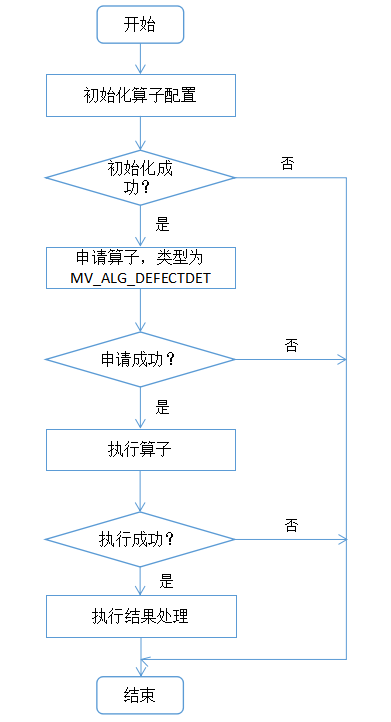 开始
初始化算子配置
初始化成
功？
否
是
申请算子，类型为
MV_ALG_DEFECTDET
申请成功？
否
是
执行算子
执行成功？
否
是
执行结果处理
结束